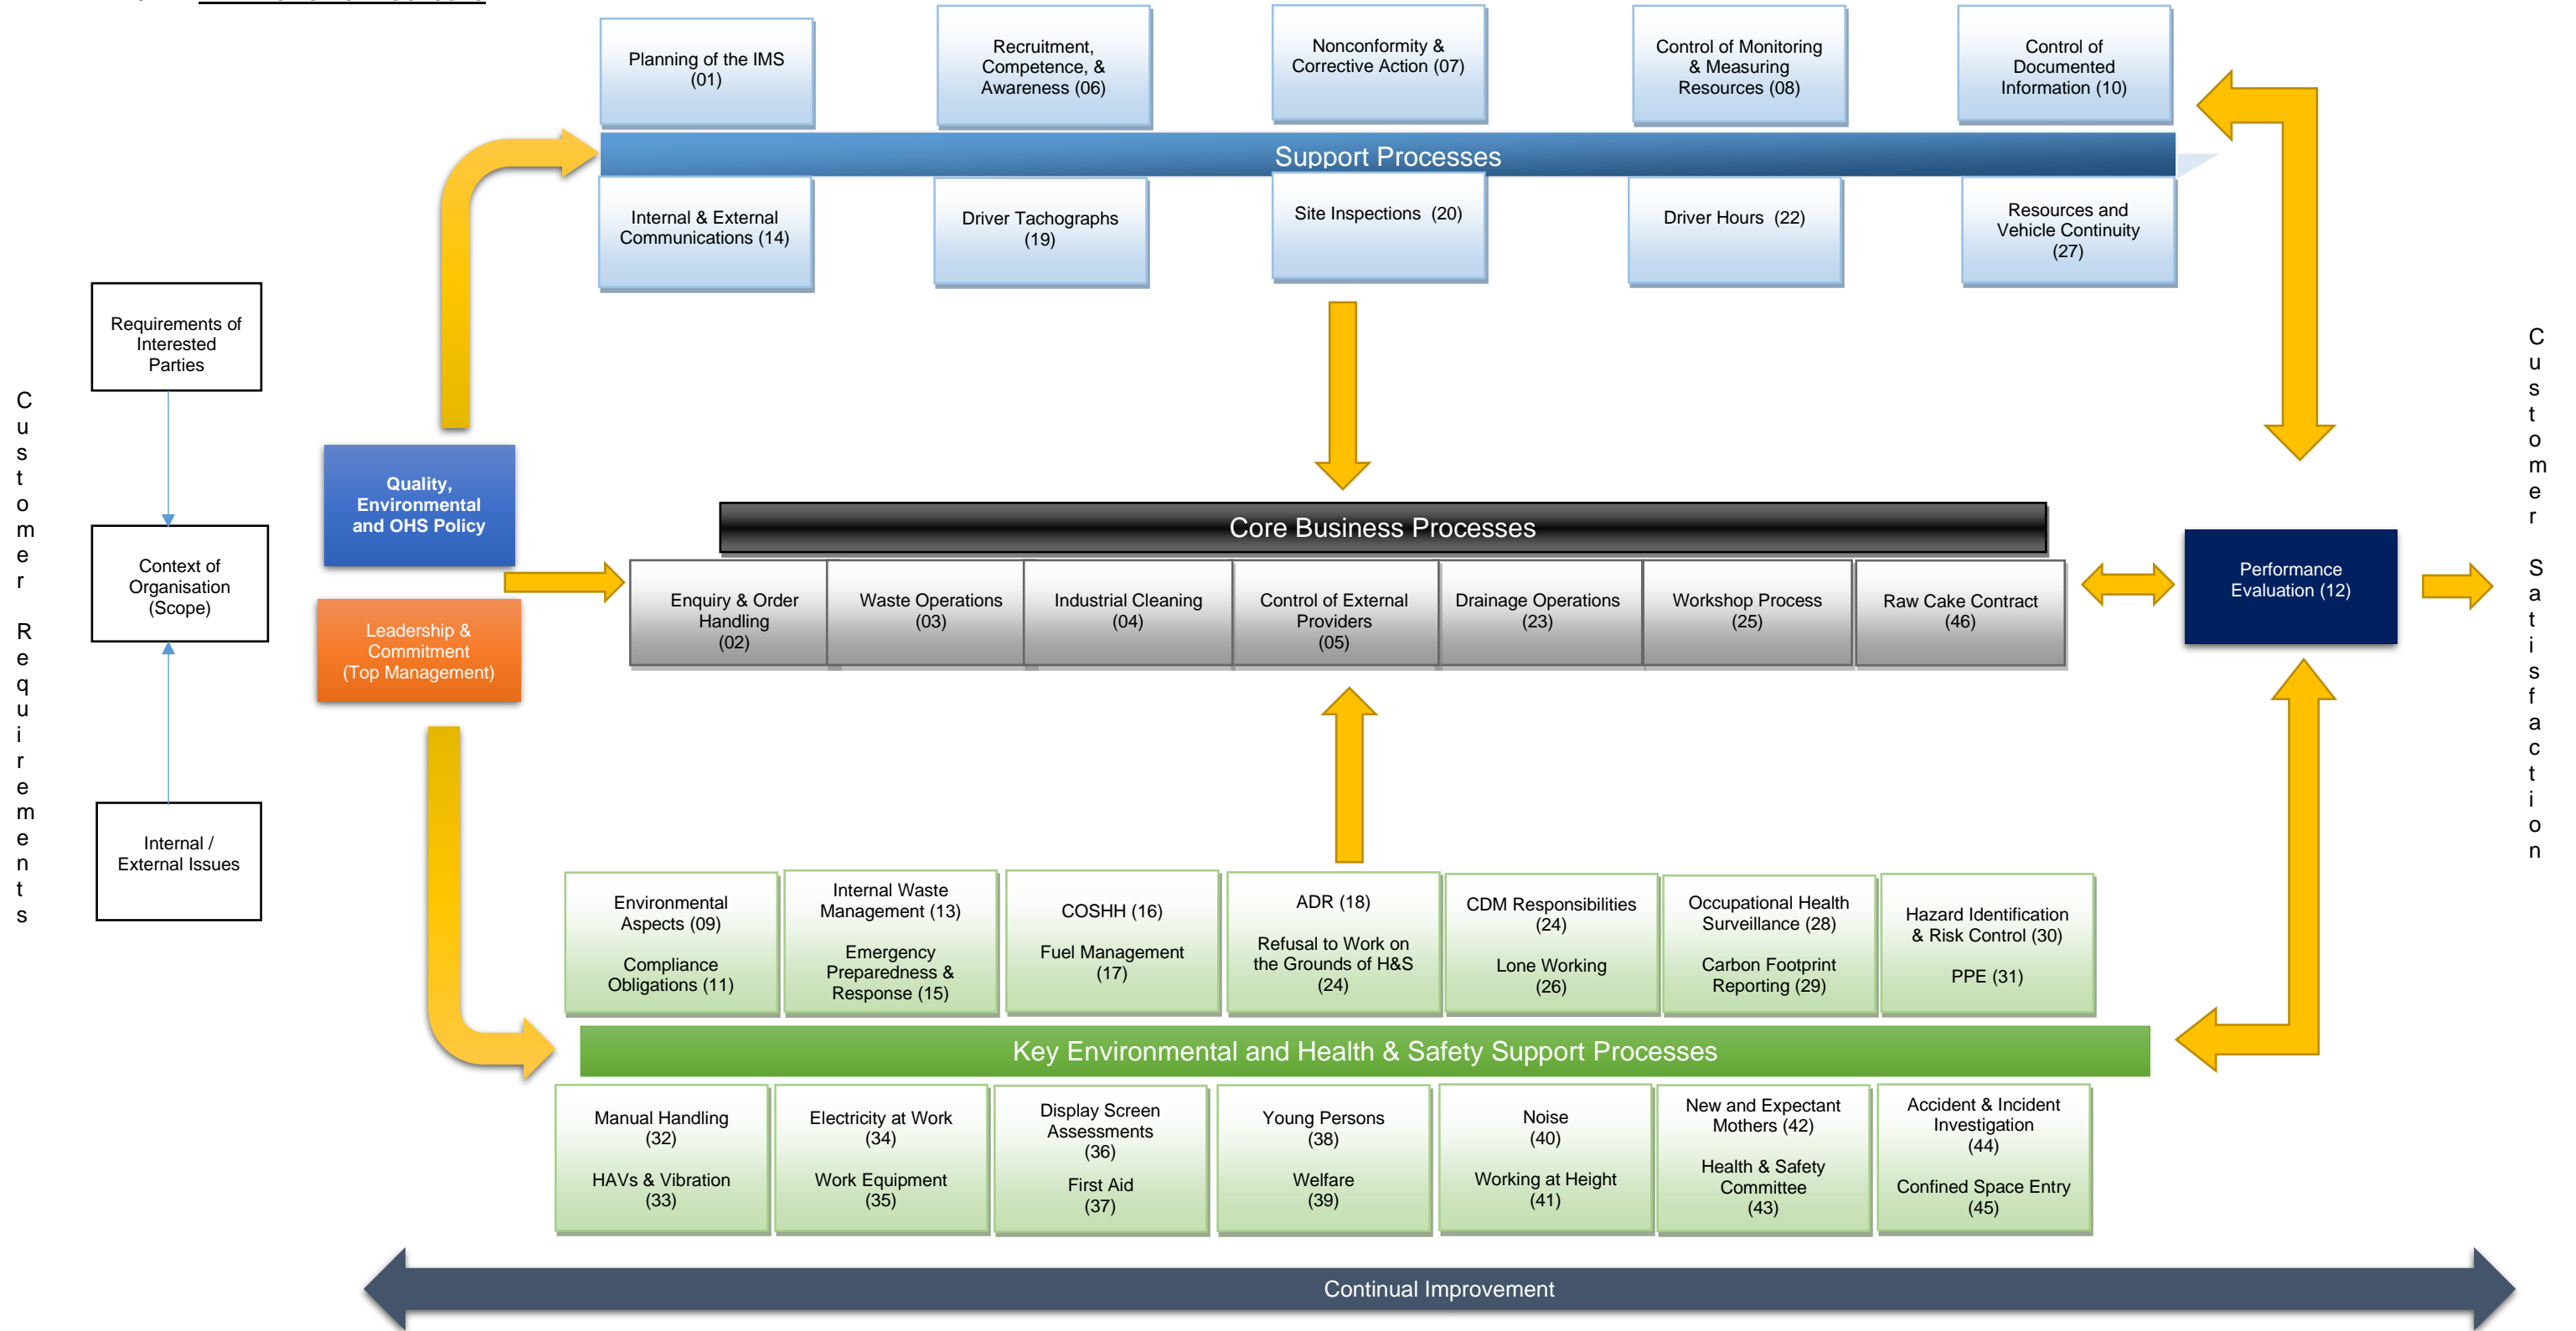 Planning of the IMS
(01)
Recruitment,
Competence, &
Awareness (06)
Nonconformity &
Corrective Action (07)
Control of Monitoring
& Measuring
Resources (08)
Control of
Documented
Information (10)
Support Processes
Internal & External
Communications (14)
Driver Tachographs
(19)
Site Inspections (20)
Driver Hours (22)
Resources and
Vehicle Continuity
(27)
Customer Requirements
Requirements of
Interested
Parties
Context of
Organisation
(Scope)
Internal /
External Issues
Quality,
Environmental
and OHS Policy
Leadership &
Commitment
(Top Management)
Core Business Processes
Enquiry & Order
Handling
(02)
Waste Operations
(03)
Industrial Cleaning
(04)
Control of External
Providers
(05)
Drainage Operations
(23)
Workshop Process
(25)
Raw Cake Contract
(46)
Performance
Evaluation (12)
Customer Satisfaction
Environmental
Aspects (09)
Compliance
Obligations (11)
Internal Waste
Management (13)
Emergency
Preparedness &
Response (15)
COSHH (16)
Fuel Management
(17)
ADR (18)
Refusal to Work on
the Grounds of H&S
(24)
CDM Responsibilities
(24)
Lone Working
(26)
Occupational Health
Surveillance (28)
Carbon Footprint
Reporting (29)
Hazard Identification
& Risk Control (30)
PPE (31)
Key Environmental and Health & Safety Support Processes
Manual Handling
(32)
HAVs & Vibration
(33)
Electricity at Work
(34)
Work Equipment
(35)
Display Screen
Assessments
(36)
First Aid
(37)
Young Persons
(38)
Welfare
(39)
Noise
(40)
Working at Height
(41)
New and Expectant
Mothers (42)
Health & Safety
Committee
(43)
Accident & Incident
Investigation
(44)
Confined Space Entry
(45)
Continual Improvement